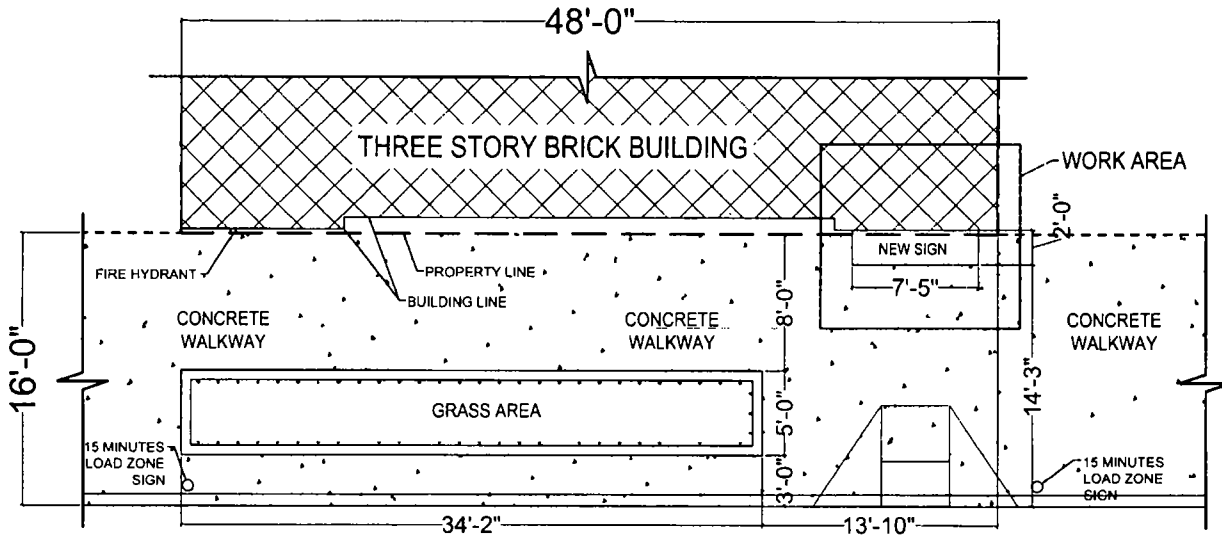 48'-0"
THREE STORY BRICK BUILDING
WORK AREA
2'-0"
NEW SIGN
FIRE HYDRANT
PROPERTY LINE
7'-5"
BUILDING LINE
8'-0"
CONCRETE
WALKWAY
CONCRETE
WALKWAY
CONCRETE
WALKWAY
16'-0"
14'-3"
GRASS AREA
5'-0"
15 MINUTES
LOAD ZONE
SIGN
3'-0"
15 MINUTES
LOAD ZONE
SIGN
34'-2"
13'-10"